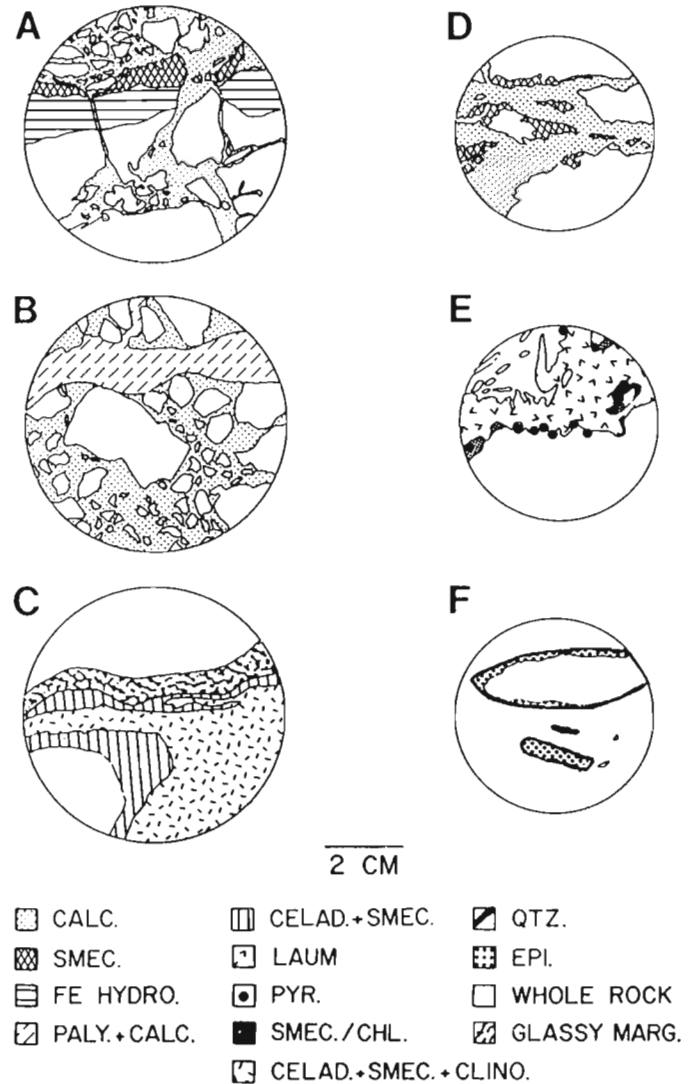 A
D
B
E
C
F
2 CM
CALC.
SMEC.
FE HYDRO.
PALY.+CALC.
CELAD.+SMEC.
LAUM
PYR.
SMEC./CHL.
CELAD.+SMEC.+CLINO.
QTZ.
EPI.
WHOLE ROCK
GLASSY MARG.